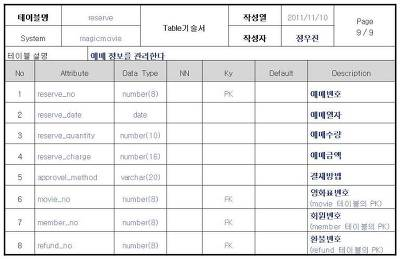 테이블명 reserve Table기술서 작성일 2011/11/10 Page
9 / 9
System magicmovie 작성자 정우진
테이블 설명 예매 정보를 관리한다
No Attribute Data Type NN Ky Default Description
1 reserve_no number(8) PK 예매번호
2 reserve_date date 예매일자
3 reserve_quantity number(10) 예매수량
4 reserve_charge number(16) 예매금액
5 approvel_method varchar(20) 결제방법
6 movie_no number(8) FK 영화표번호
(movie 테이블의 PK)
7 member_no number(8) FK 회원번호
(member 테이블의 PK)
8 refund_no number(8) FK 환불번호
(refund 테이블의 PK)